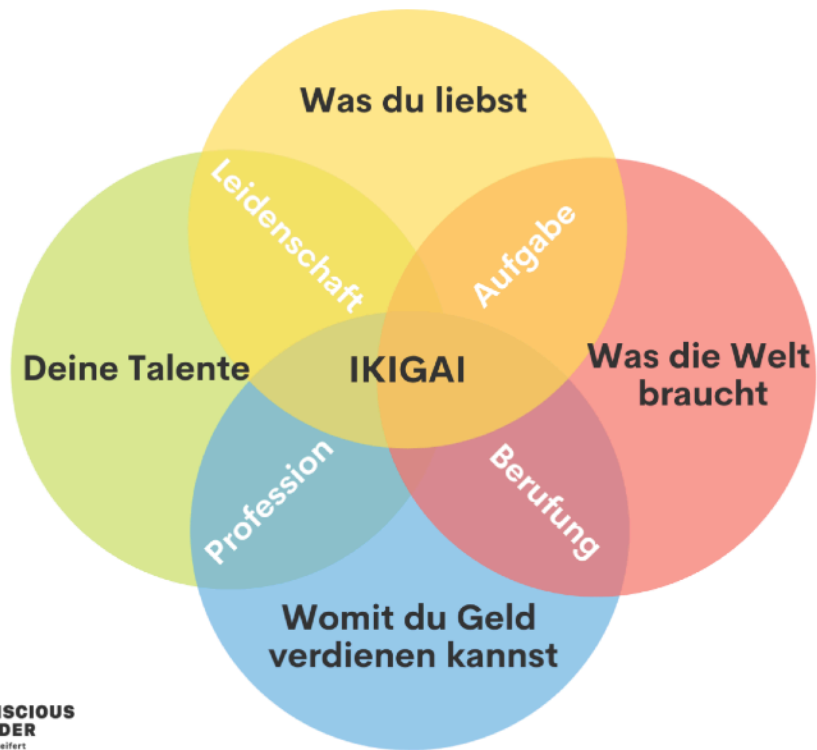 Was du liebst
Leidenschaft
Aufgabe
Deine Talente
IKIGAI
Was die Welt
braucht
Profession
Berufung
Womit du Geld
verdienen kannst